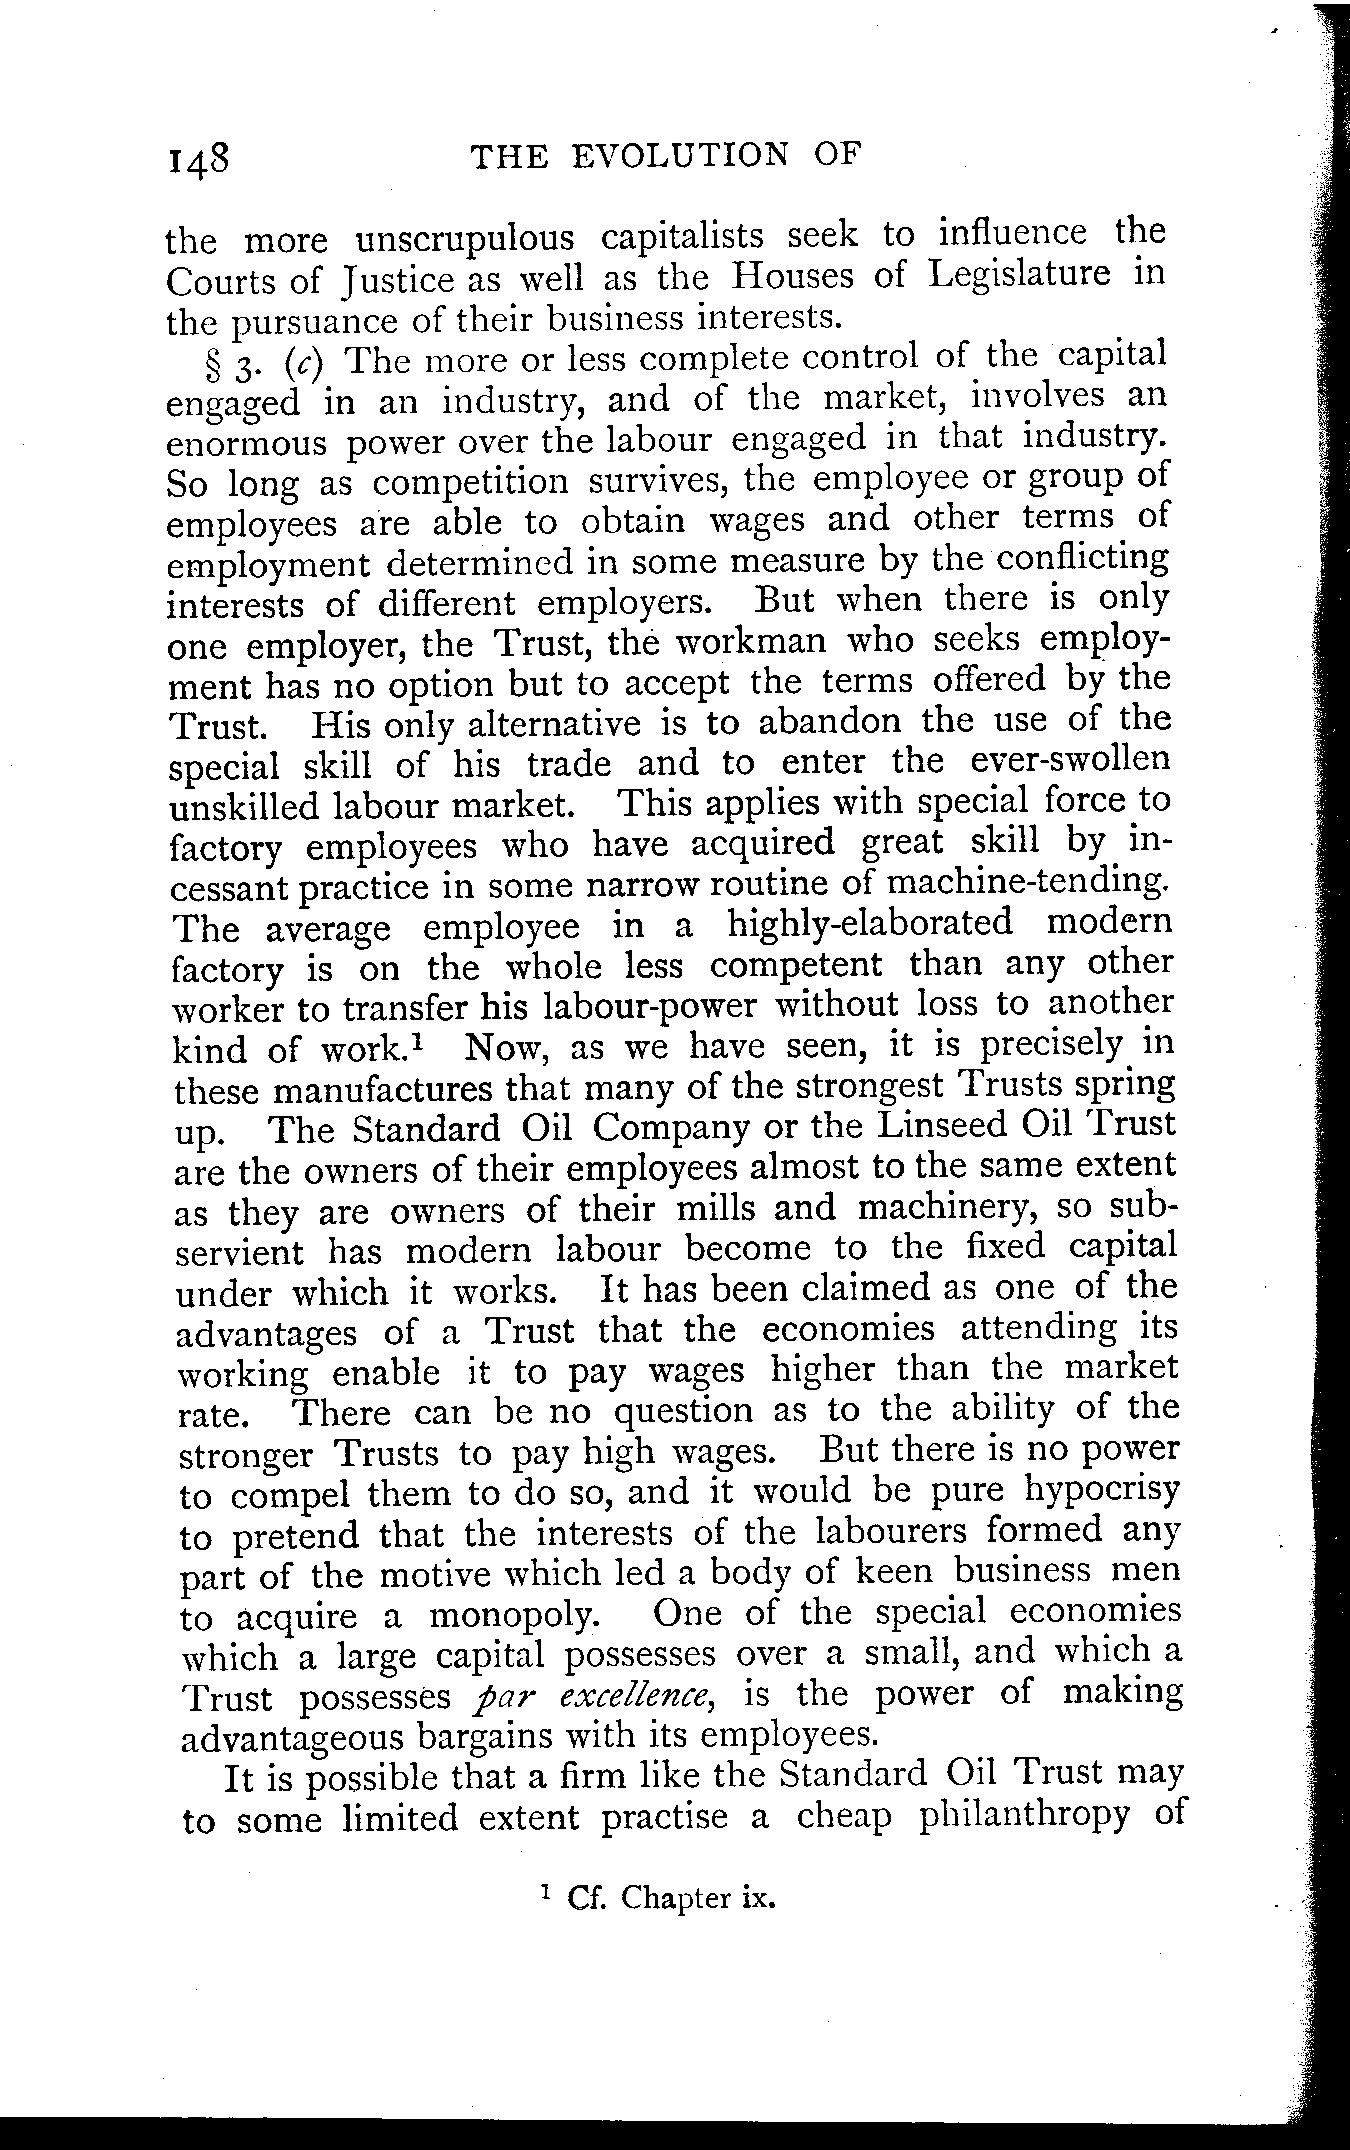 148 THE EVOLUTION OF
the more unscrupulous capitalists seek to influence the
Courts of Justice as well as the Houses of Legislature in
the pursuance of their business interests.
§ 3. (c) The more or less complete control of the capital
engaged in an industry, and of the market, involves an
enormous power over the labour engaged in that industry.
So long as competition survives, the employee or group of
employees are able to obtain wages and other terms of
employment determined in some measure by the conflicting
interests of different employers. But when there is only
one employer, the Trust, the workman who seeks employ-
ment has no option but to accept the terms offered by the
Trust. His only alternative is to abandon the use of the
special skill of his trade and to enter the ever-swollen
unskilled labour market. This applies with special force to
factory employees who have acquired great skill by in-
cessant practice in some narrow routine of machine-tending.
The average employee in a highly-elaborated modern
factory is on the whole less competent than any other
worker to transfer his labour-power without loss to another
kind of work.¹ Now, as we have seen, it is precisely in
these manufactures that many of the strongest Trusts spring
up. The Standard Oil Company or the Linseed Oil Trust
are the owners of their employees almost to the same extent
as they are owners of their mills and machinery, so sub-
servient has modern labour become to the fixed capital
under which it works. It has been claimed as one of the
advantages of a Trust that the economies attending its
working enable it to pay wages higher than the market
rate. There can be no question as to the ability of the
stronger Trusts to pay high wages. But there is no power
to compel them to do so, and it would be pure hypocrisy
to pretend that the interests of the labourers formed any
part of the motive which led a body of keen business men
to acquire a monopoly. One of the special economies
which a large capital possesses over a small, and which a
Trust possesses par excellence, is the power of making
advantageous bargains with its employees.
It is possible that a firm like the Standard Oil Trust may
to some limited extent practise a cheap philanthropy of
¹ Cf. Chapter ix.